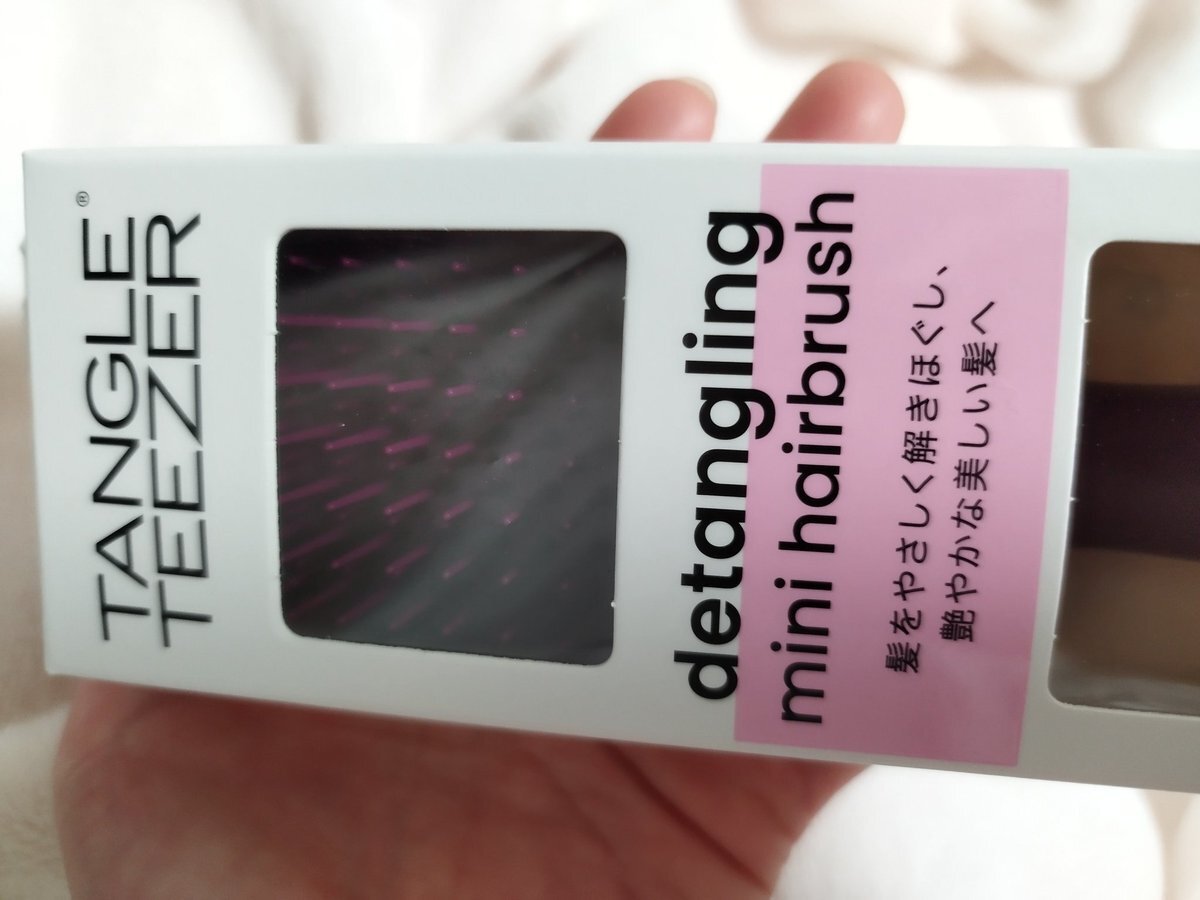 TANGLE
TEEZER®
detangling
mini hairbrush
髪をやさしく解きほぐし、
艶やかな美しい髪へ